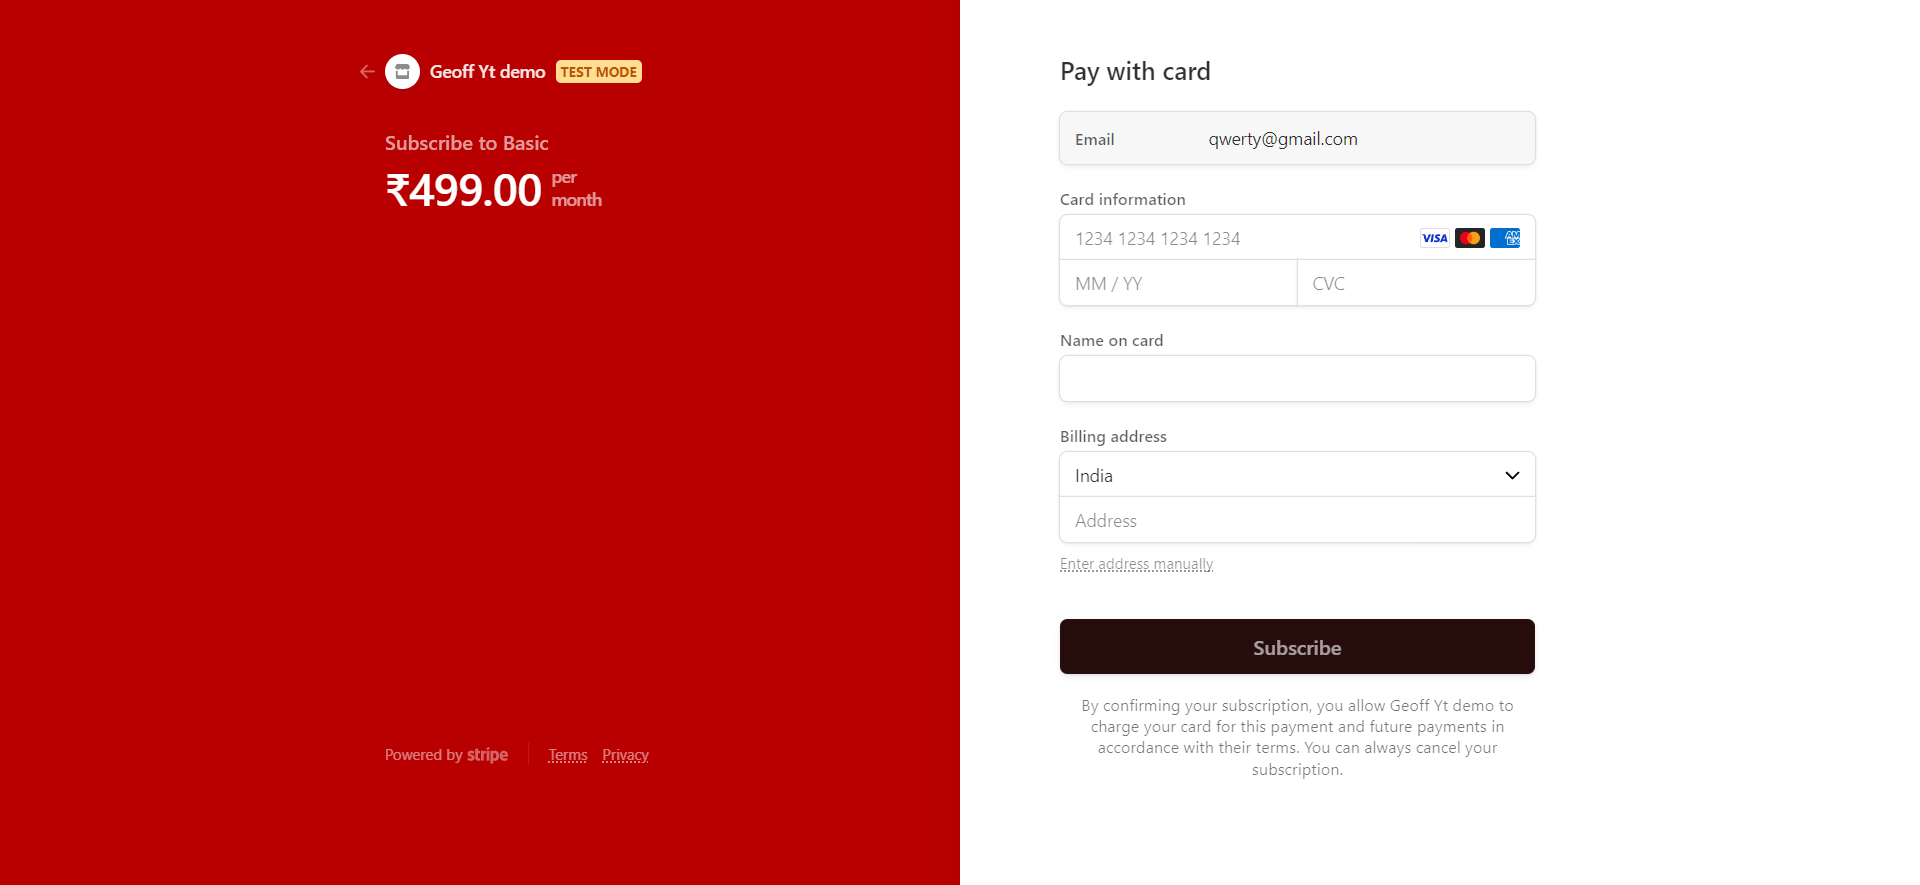 Geoff Yt demo TEST MODE
Subscribe to Basic
₹499.00 per
month
Powered by stripe Terms Privacy
Pay with card
Email qwerty@gmail.com
Card information
1234 1234 1234 1234 VISA AMEX
MM / YY CVC
Name on card
Billing address
India
Address
Enter address manually
Subscribe
By confirming your subscription, you allow Geoff Yt demo to
charge your card for this payment and future payments in
accordance with their terms. You can always cancel your
subscription.